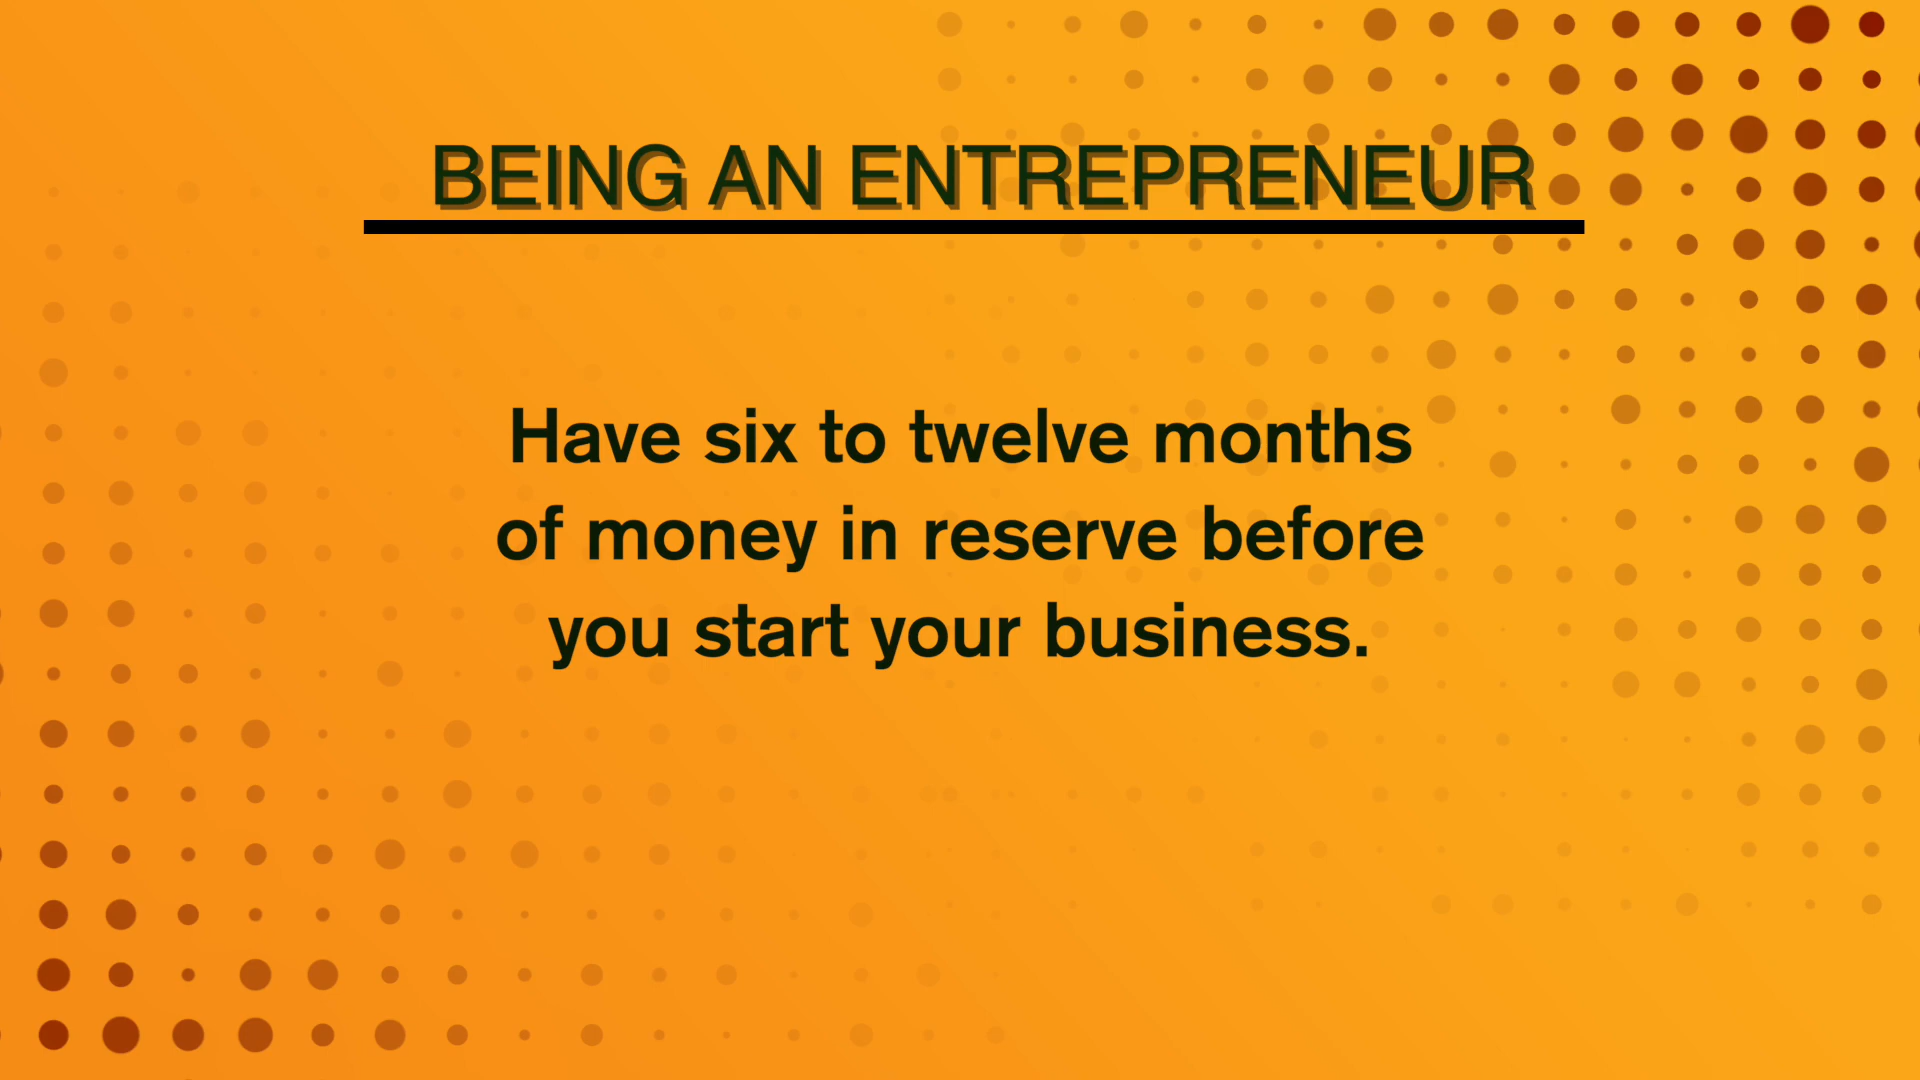 BEING AN ENTREPRENEUR
Have six to twelve months
of money in reserve before
you start your business.